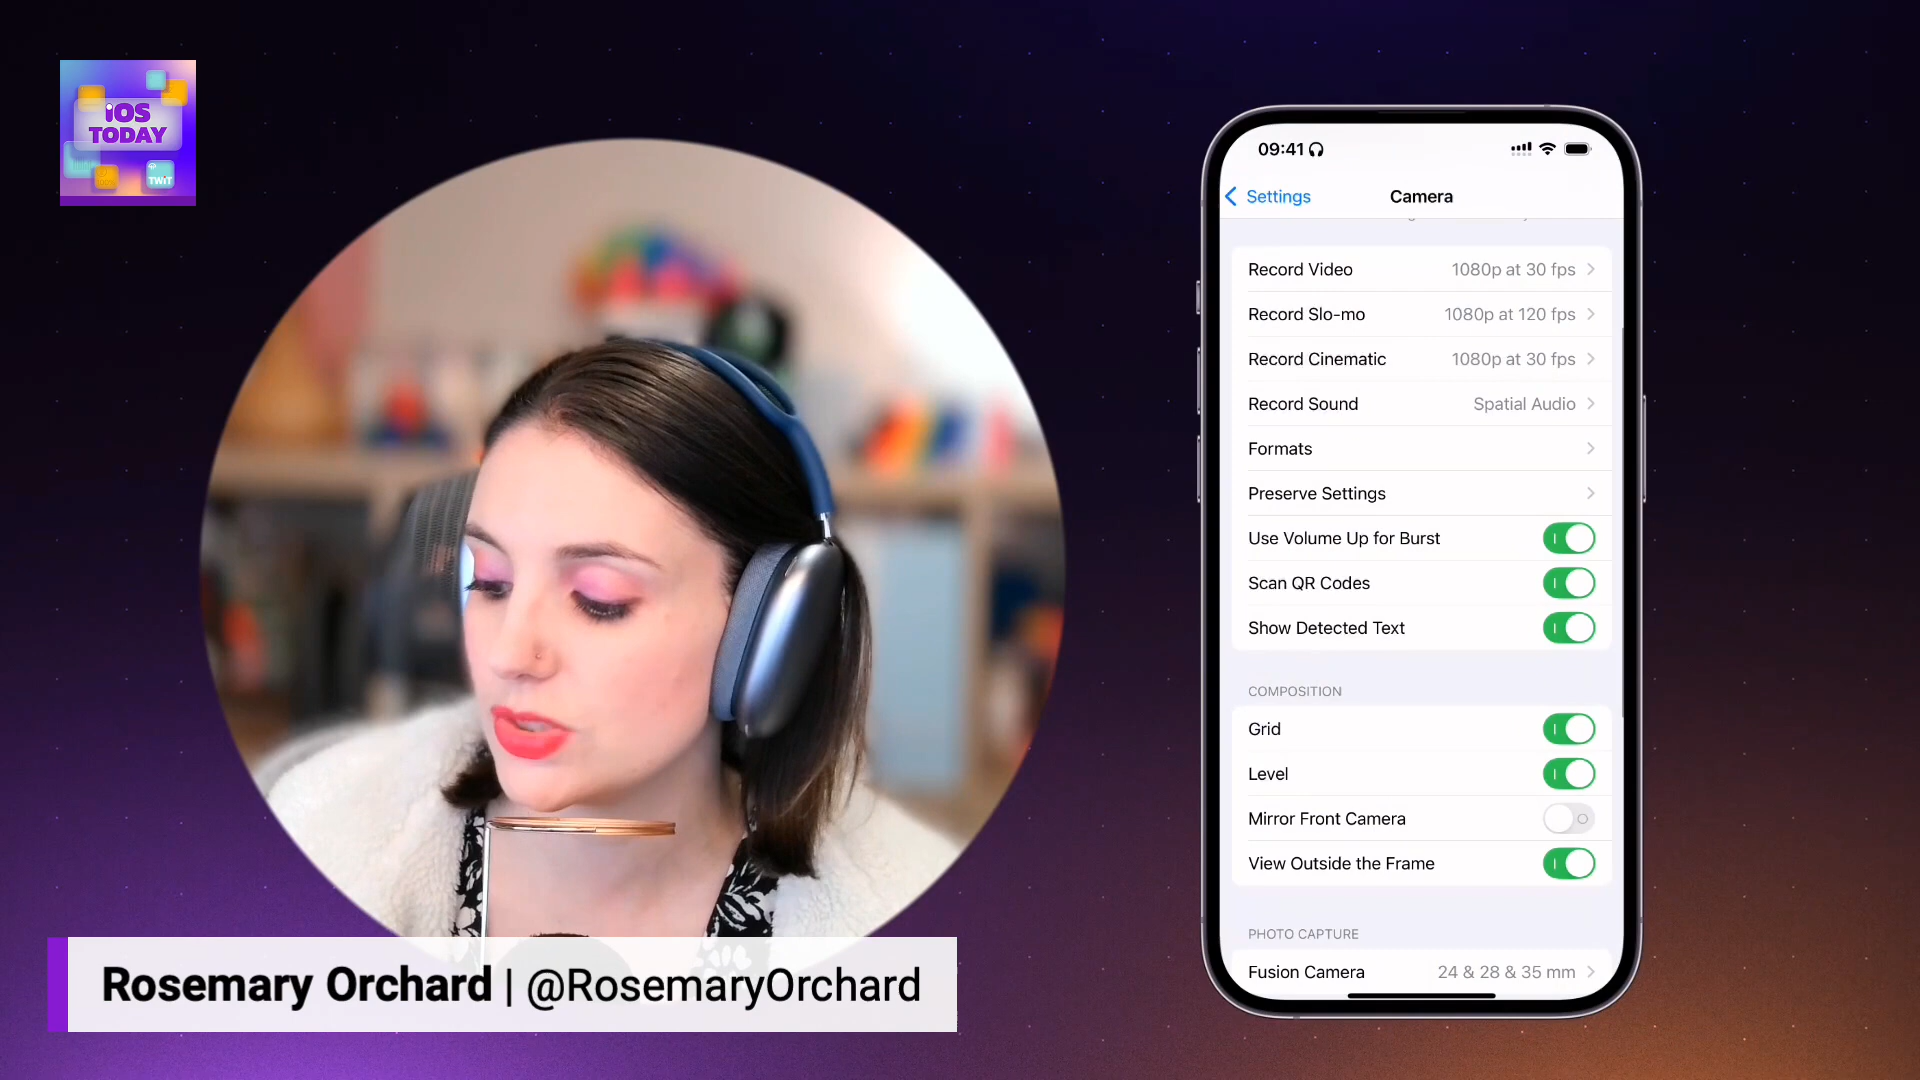 iOS
TODAY
TWiT
09:41
Settings
Camera
Record Video 1080p at 30 fps
Record Slo-mo 1080p at 120 fps
Record Cinematic 1080p at 30 fps
Record Sound Spatial Audio
Formats
Preserve Settings
Use Volume Up for Burst
Scan QR Codes
Show Detected Text
COMPOSITION
Grid
Level
Mirror Front Camera
View Outside the Frame
PHOTO CAPTURE
Fusion Camera 24 & 28 & 35 mm
Rosemary Orchard | @RosemaryOrchard